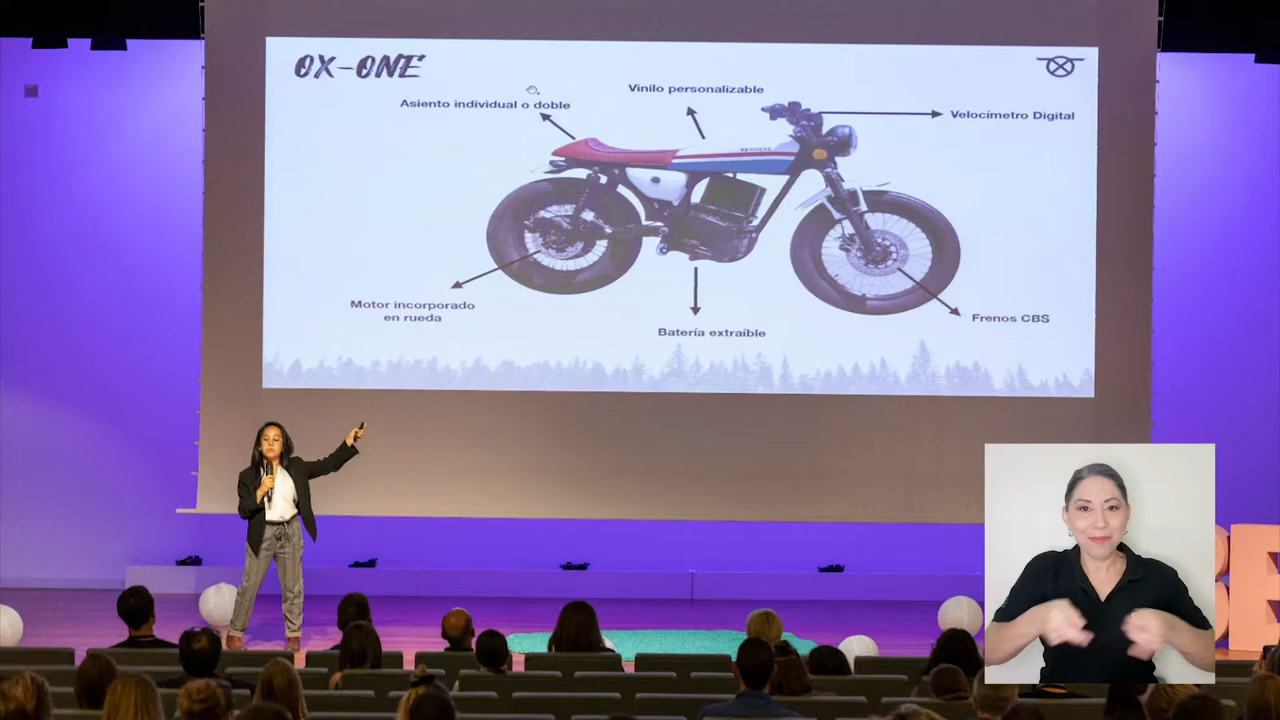 OX-ONE
Vinilo personalizable
Asiento individual o doble
Velocímetro Digital
Motor incorporado
en rueda
Batería extraíble
Frenos CBS